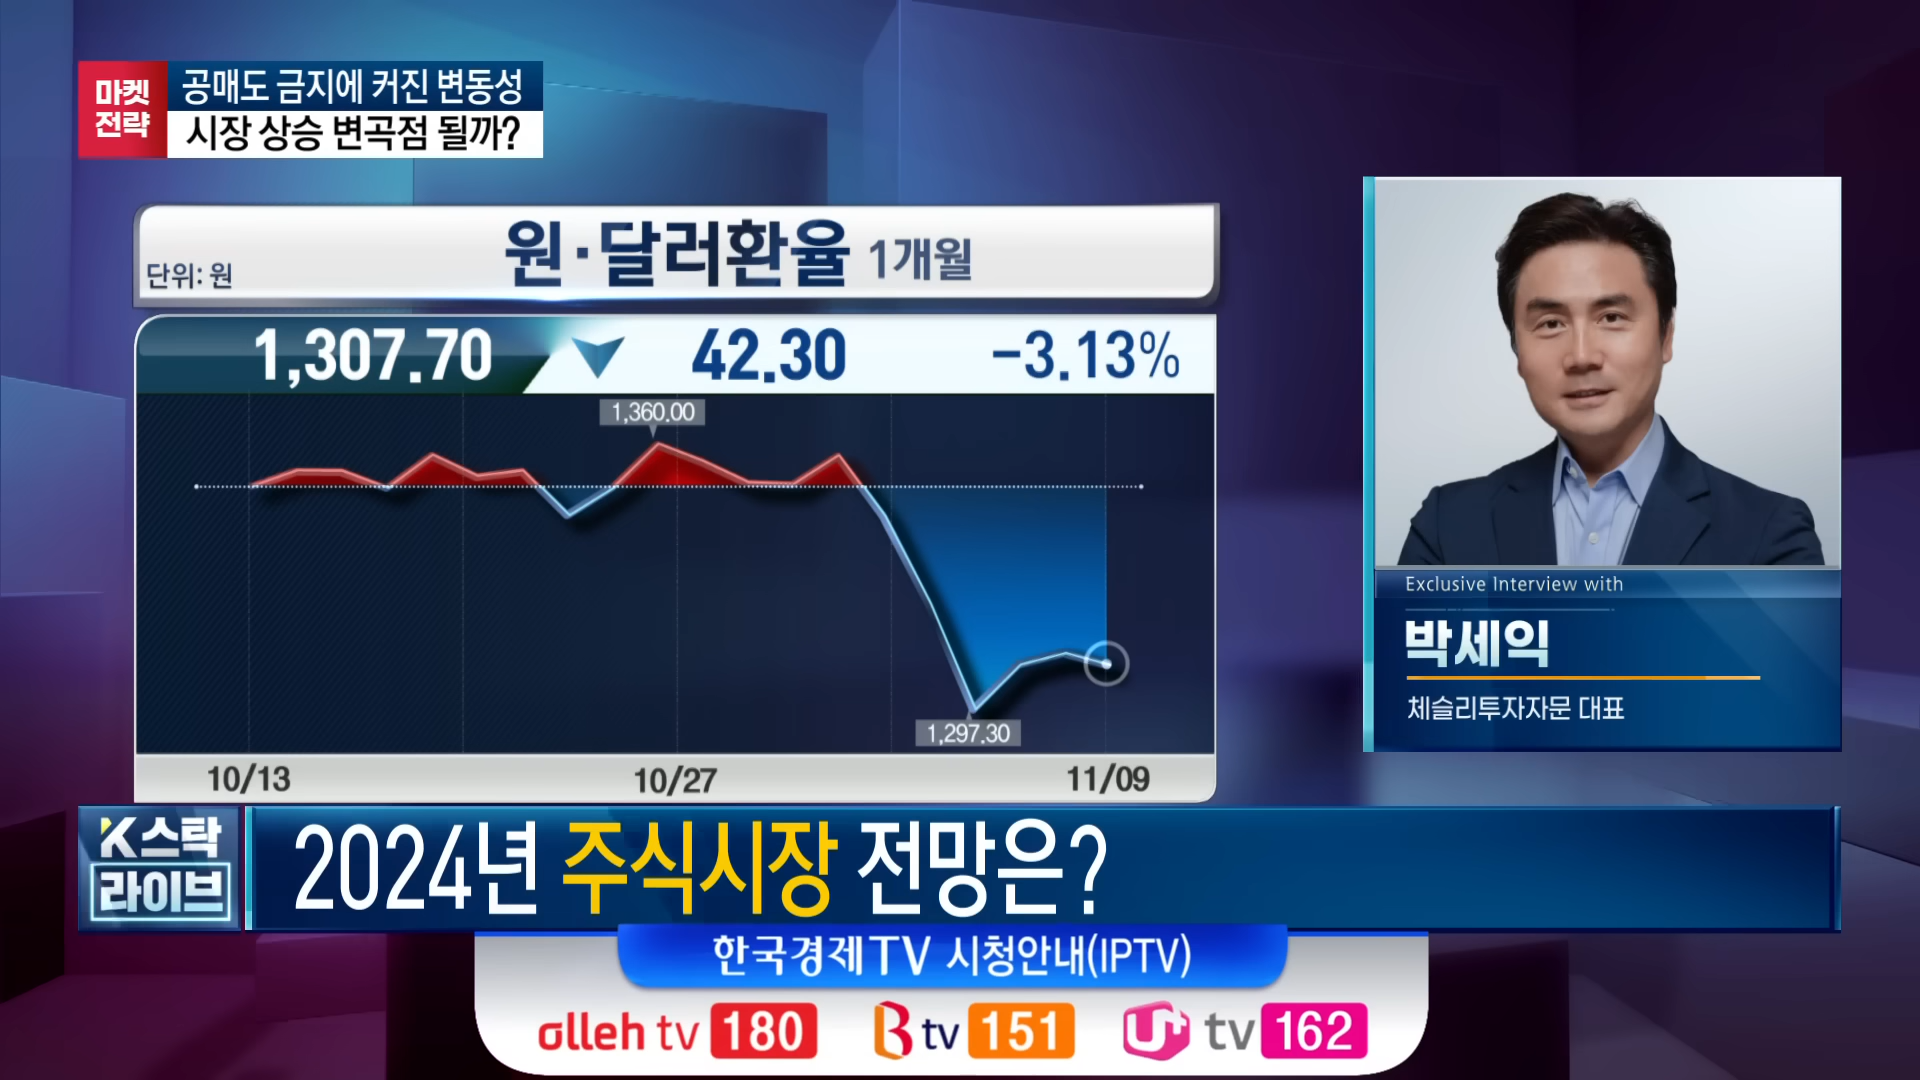 마켓
전략
공매도 금지에 커진 변동성
시장 상승 변곡점 될까?
원·달러환율 1개월
단위: 원
1,307.70 ▼ 42.30 -3.13%
1,360.00
1,297.30
10/13 10/27 11/09
Exclusive Interview with
박세익
체슬리투자자문 대표
K스탁
라이브
2024년 주식시장 전망은?
한국경제TV 시청안내(IPTV)
olleh tv 180 B tv 151 U+ tv 162